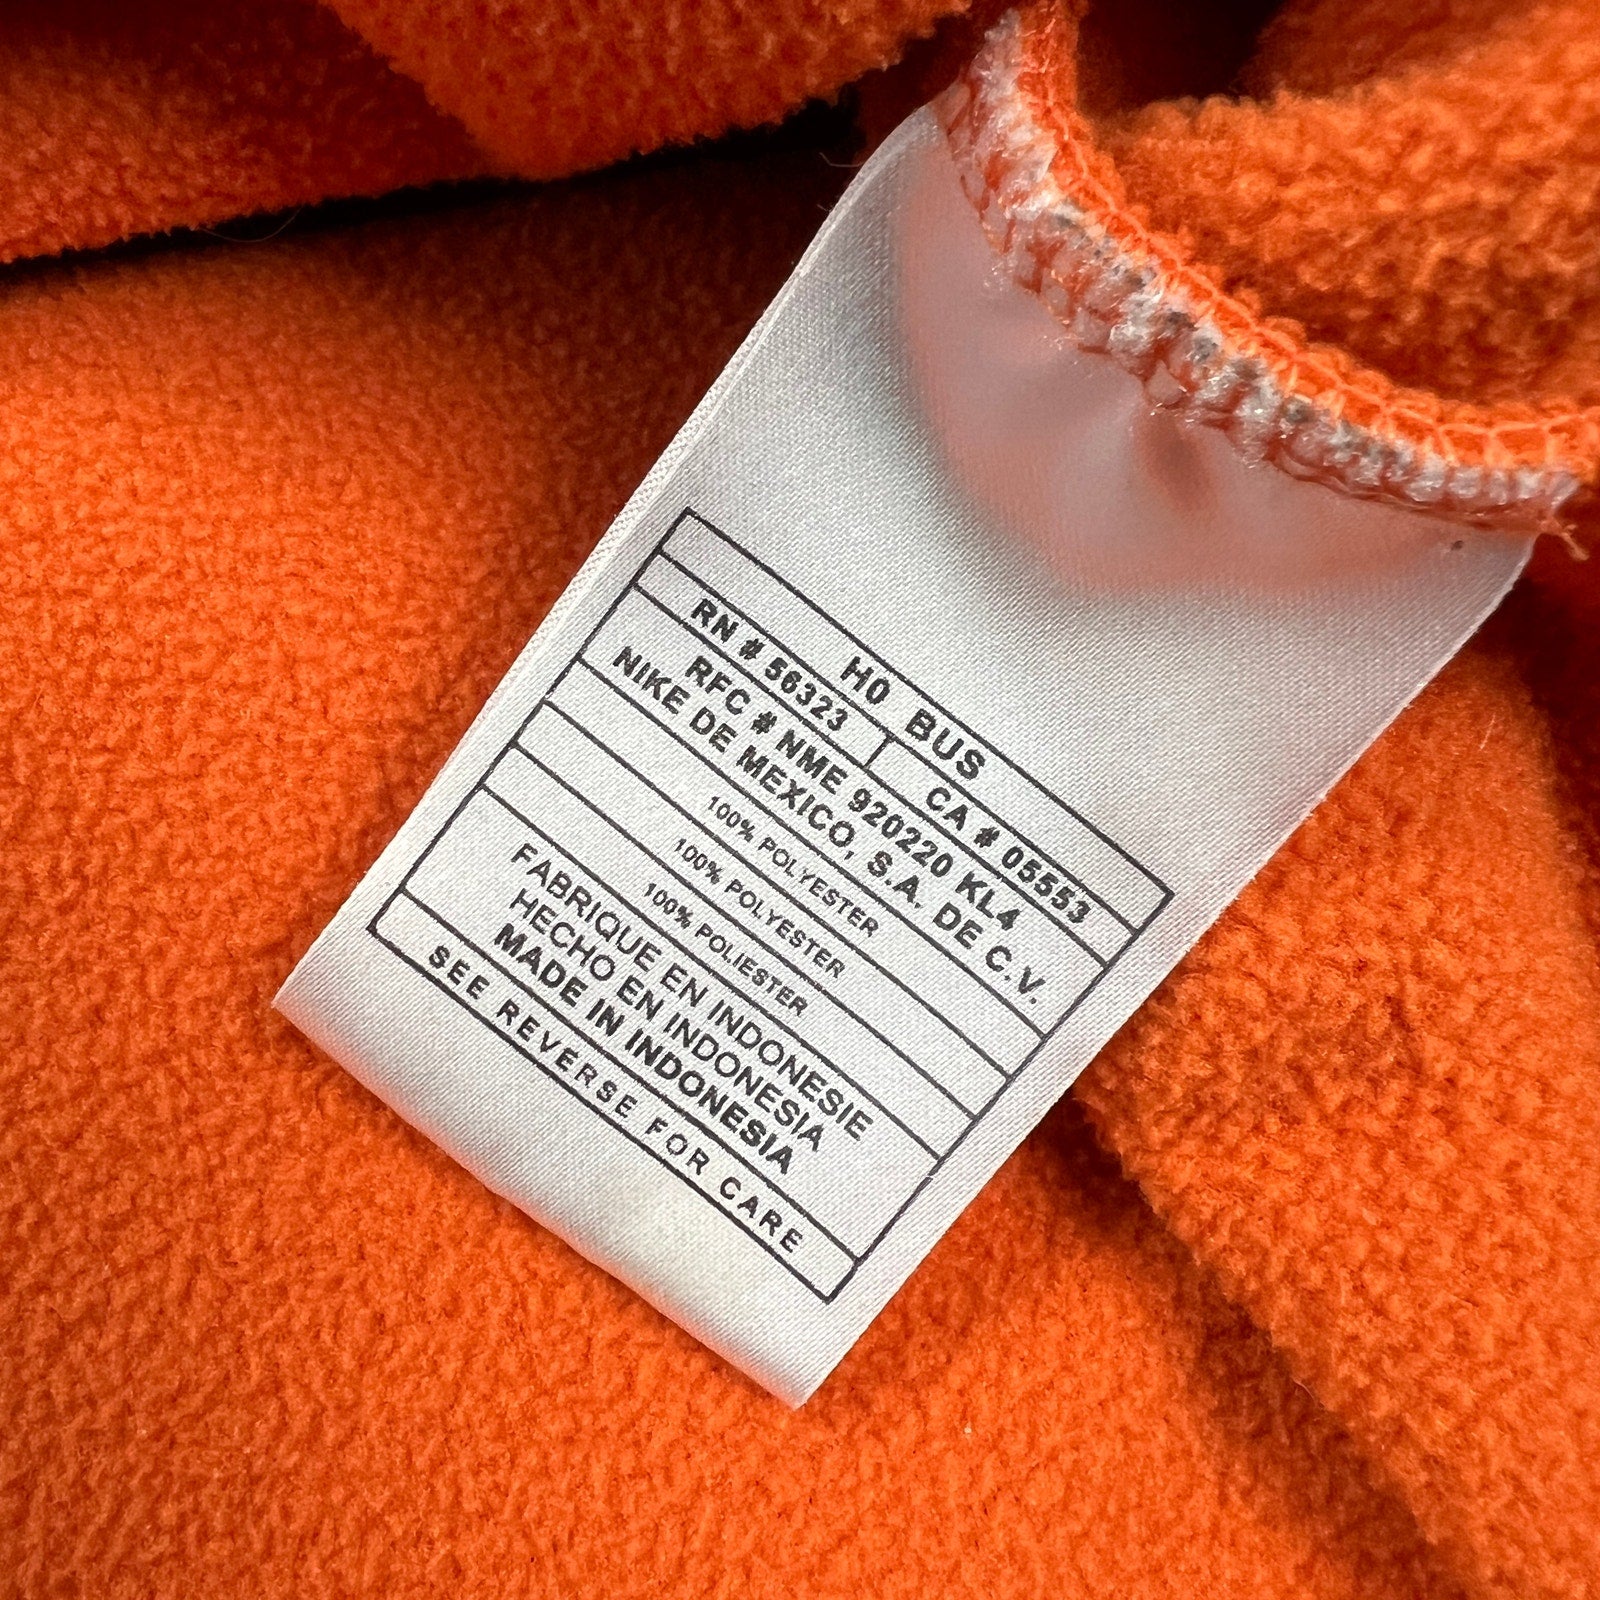 H0 BUS
RN # 56323 CA # 05553
RFC # NME 920220 KL4
NIKE DE MEXICO, S.A. DE C.V.
100% POLYESTER
100% POLYESTER
100% POLIESTER
FABRIQUE EN INDONESIE
HECHO EN INDONESIA
MADE IN INDONESIA
SEE REVERSE FOR CARE